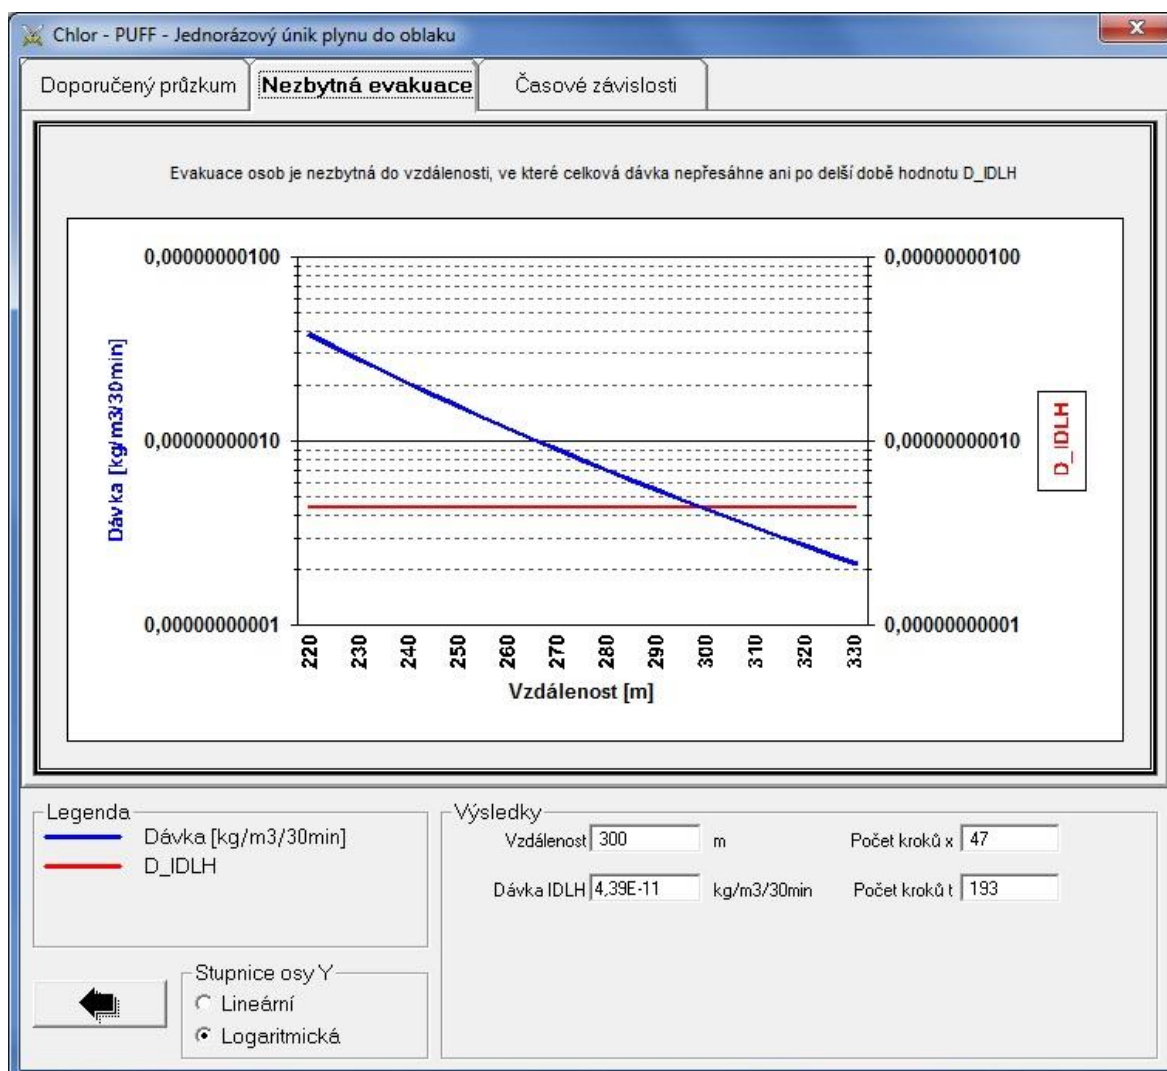 Chlor - PUFF - Jednorázový únik plynu do oblaku
x
Doporučený průzkum
Nezbytná evakuace
Časové závislosti
Evakuace osob je nezbytná do vzdálenosti, ve které celková dávka nepřesáhne ani po delší době hodnotu D_IDLH
0,00000000100
0,00000000010
0,00000000001
Dávka [kg/m3/30min]
0,00000000100
0,00000000010
0,00000000001
D_IDLH
220 230 240 250 260 270 280 290 300 310 320 330
Vzdálenost [m]
Legenda
Dávka [kg/m3/30min]
D_IDLH
Výsledky
Vzdálenost 300 m Počet kroků x 47
Dávka IDLH 4,39E-11 kg/m3/30min Počet kroků t 193
Stupnice osy Y
Lineární
Logaritmická